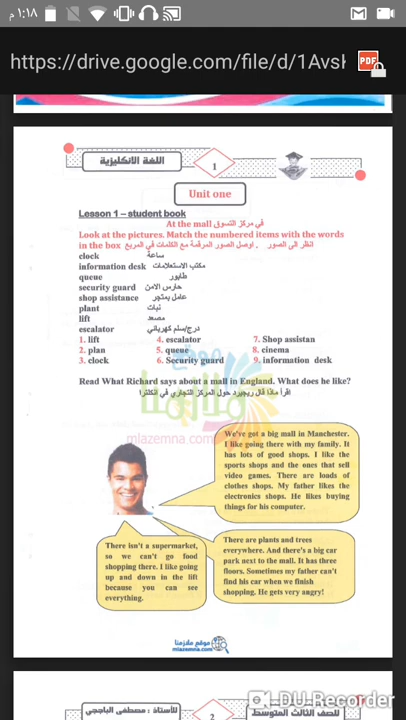 ١:١٨ م
https://drive.google.com/file/d/1Avsk
PDF
اللغة الانكليزية
1
Unit one
Lesson 1 – student book
At the mall في مركز التسوق
Look at the pictures. Match the numbered items with the words
in the box انظر الى الصور . اوصل الصور المرقمة مع الكلمات في المربع
clock ساعة
information desk مكتب الاستعلامات
queue طابور
security guard حارس الامن
shop assistance عامل بمتجر
plant نبات
lift مصعد
escalator درج/سلم كهربائي
1. lift 4. escalator 7. Shop assistan
2. plan 5. queue 8. cinema
3. clock 6. Security guard 9. information desk
Read What Richard says about a mall in England. What does he like?
اقرأ ماذا قال ريجيرد حول المركز التجاري في انكلترا
موقع
ملازمنا
mlazemna.com
We've got a big mall in Manchester.
I like going there with my family. It
has lots of good shops. I like the
sports shops and the ones that sell
video games. There are loads of
clothes shops. My father likes the
electronics shops. He likes buying
things for his computer.
There isn't a supermarket,
so we can't go food
shopping there. I like going
up and down in the lift
because you can see
everything.
There are plants and trees
everywhere. And there's a big car
park next to the mall. It has three
floors. Sometimes my father can't
find his car when we finish
shopping. He gets very angry!
موقع ملازمنا
mlazemna.com
DU Recorder
للأستاذ : مصطفى الباججي
2
للصف الثالث المتوسط